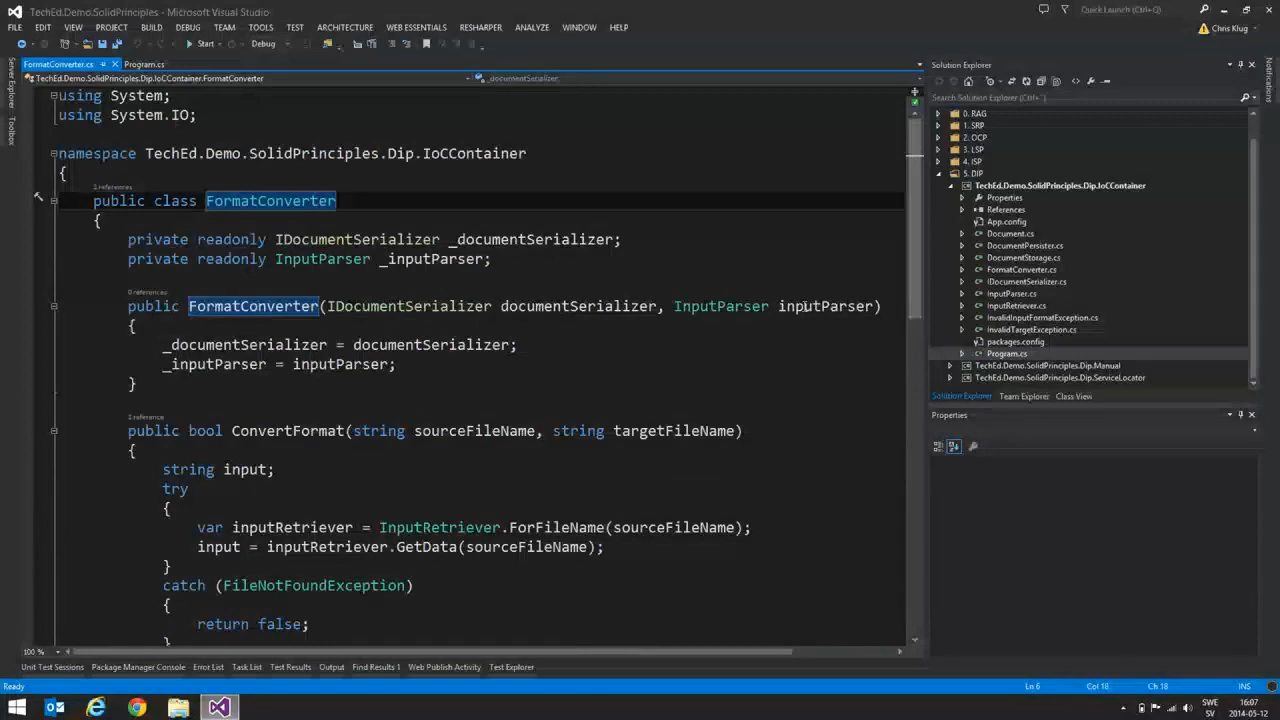 TechEd.Demo.SolidPrinciples - Microsoft Visual Studio
Quick Launch (Ctrl+Q)
FILE EDIT VIEW PROJECT BUILD DEBUG TEAM TOOLS TEST ARCHITECTURE WEB ESSENTIALS RESHARPER ANALYZE WINDOW HELP
Chris Klug
Start Debug
FormatConverter.cs Program.cs
TechEd.Demo.SolidPrinciples.Dip.IoCContainer.FormatConverter
_documentSerializer
Server Explorer
Toolbox
using System;
using System.IO;
namespace TechEd.Demo.SolidPrinciples.Dip.IoCContainer
{
public class FormatConverter
{
private readonly IDocumentSerializer _documentSerializer;
private readonly InputParser _inputParser;
0 references
public FormatConverter(IDocumentSerializer documentSerializer, InputParser inputParser)
{
_documentSerializer = documentSerializer;
_inputParser = inputParser;
}
public bool ConvertFormat(string sourceFileName, string targetFileName)
{
string input;
try
{
var inputRetriever = InputRetriever.ForFileName(sourceFileName);
input = inputRetriever.GetData(sourceFileName);
}
catch (FileNotFoundException)
{
return false;
}
100 %
Solution Explorer
Search Solution Explorer (Ctrl+')
0. RAG
1. SRP
2. OCP
3. LSP
4. ISP
5. DIP
TechEd.Demo.SolidPrinciples.Dip.IoCContainer
Properties
References
App.config
Document.cs
DocumentPersister.cs
DocumentStorage.cs
FormatConverter.cs
IDocumentSerializer.cs
InputParser.cs
InputRetriever.cs
InvalidInputFormatException.cs
InvalidTargetException.cs
packages.config
Program.cs
TechEd.Demo.SolidPrinciples.Dip.Manual
TechEd.Demo.SolidPrinciples.Dip.ServiceLocator
Solution Explorer Team Explorer Class View
Properties
Notifications
Unit Test Sessions Package Manager Console Error List Task List Test Results Output Find Results 1 Web Publish Activity Test Explorer
Ready
Ln 6 Col 18 Ch 18 INS
SWE
SV
16:07
2014-05-12